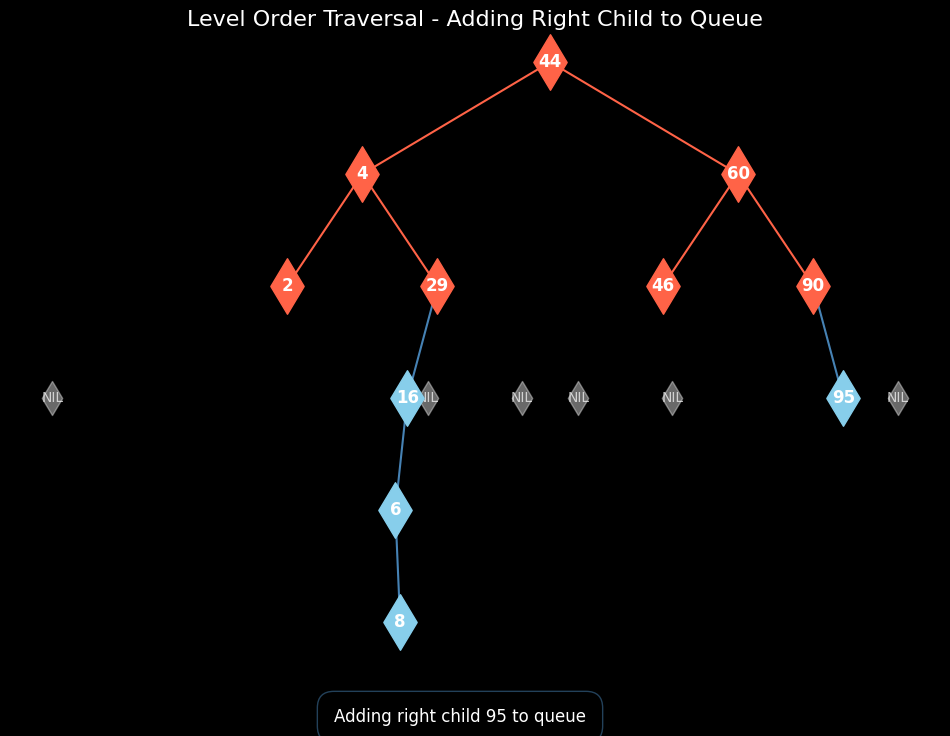 Level Order Traversal - Adding Right Child to Queue
44
4
60
2
29
46
90
NIL
16
NIL
NIL
NIL
NIL
95
NIL
6
8
Adding right child 95 to queue